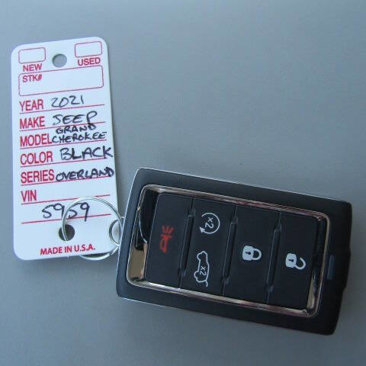 NEW USED
STK#
YEAR 2021
MAKE JEEP
MODEL GRAND
CHEROKEE
COLOR BLACK
SERIES OVERLAND
VIN
5959
MADE IN U.S.A.
x2
x2